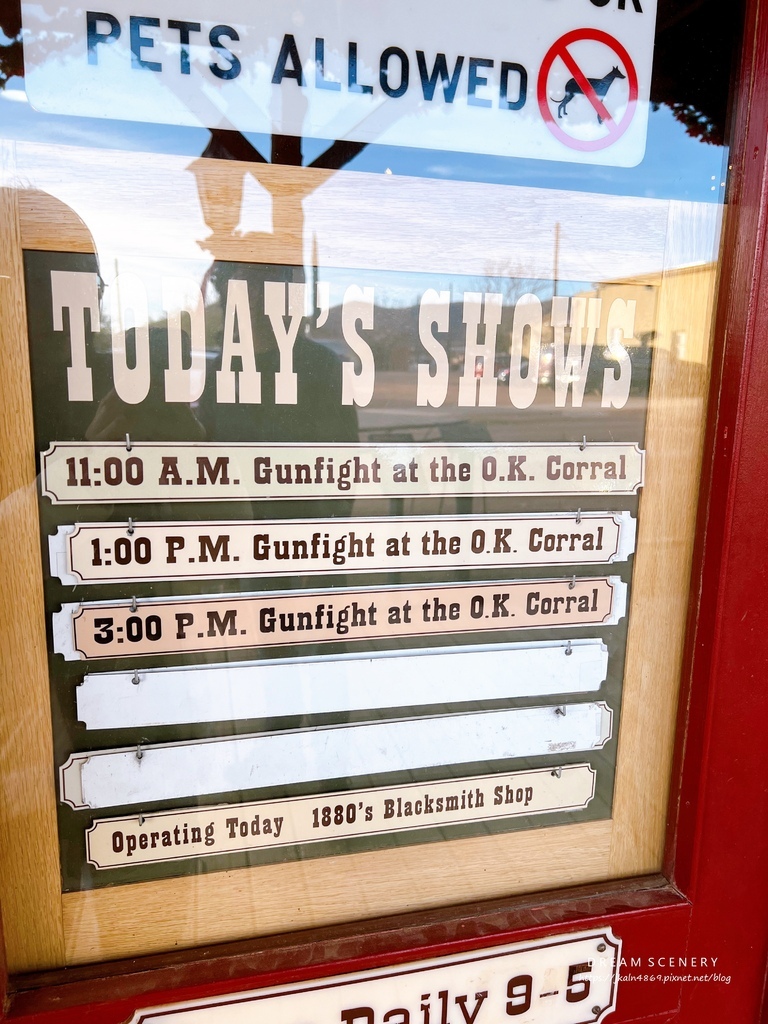 PETS ALLOWED
TODAY'S SHOWS
11:00 A.M. Gunfight at the O.K. Corral
1:00 P.M. Gunfight at the O.K. Corral
3:00 P.M. Gunfight at the O.K. Corral
Operating Today 1880's Blacksmith Shop
Daily 9-5
DREAM SCENERY
https://kaln4869.pixnet.net/blog